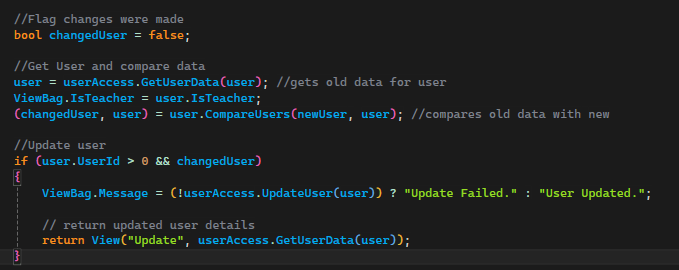 //Flag changes were made
bool changedUser = false;
//Get User and compare data
user = userAccess.GetUserData(user); //gets old data for user
ViewBag.IsTeacher = user.IsTeacher;
(changedUser, user) = user.CompareUsers(newUser, user); //compares old data with new
//Update user
if (user.UserId > 0 && changedUser)
{
ViewBag.Message = (!userAccess.UpdateUser(user)) ? "Update Failed." : "User Updated.";
// return updated user details
return View("Update", userAccess.GetUserData(user));
}